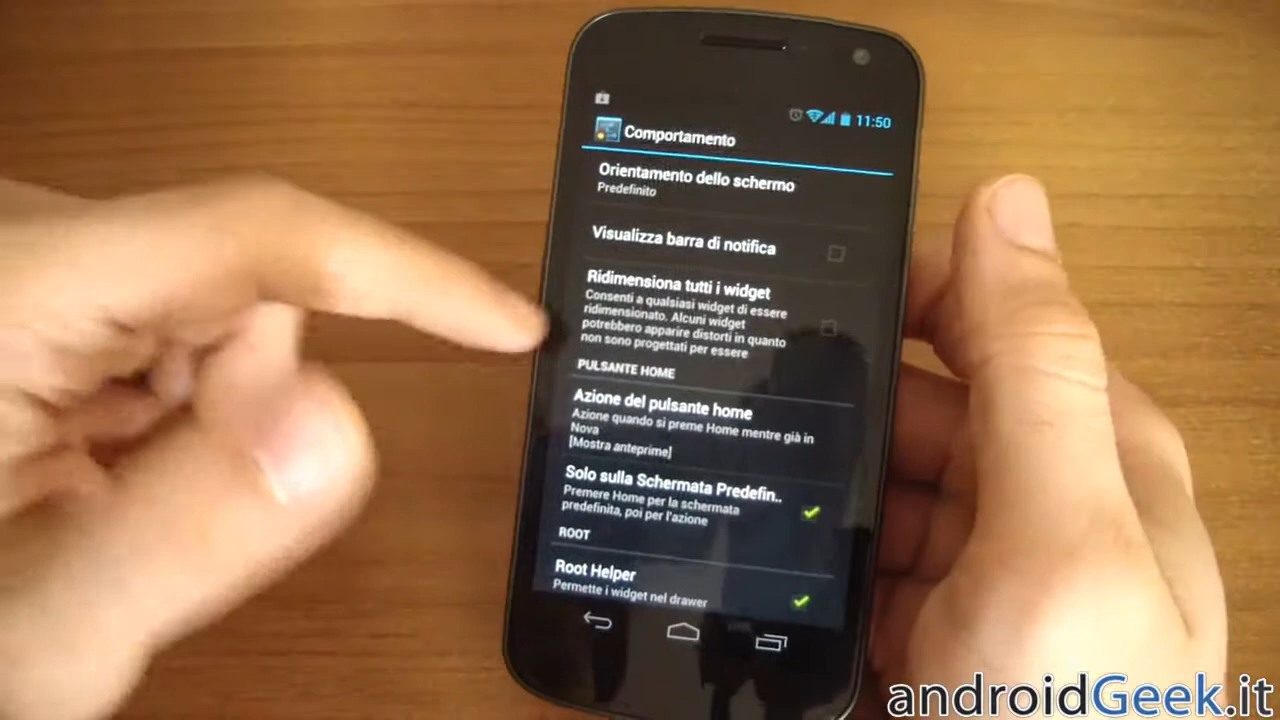 11:50
Comportamento
Orientamento dello schermo
Predefinito
Visualizza barra di notifica
Ridimensiona tutti i widget
Consenti a qualsiasi widget di essere
ridimensionato. Alcuni widget
potrebbero apparire distorti in quanto
non sono progettati per essere
PULSANTE HOME
Azione del pulsante home
Azione quando si preme Home mentre già in
Nova
[Mostra anteprime]
Solo sulla Schermata Predefin..
Premere Home per la schermata
predefinita, poi per l'azione
ROOT
Root Helper
Permette i widget nel drawer
androidGeek.it